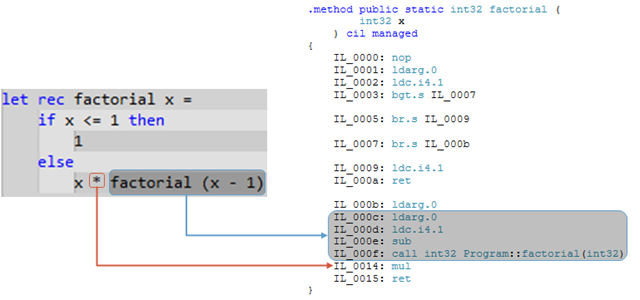 let rec factorial x =
if x <= 1 then
1
else
x * factorial (x - 1)
.method public static int32 factorial (
int32 x
) cil managed
{
IL_0000: nop
IL_0001: ldarg.0
IL_0002: ldc.i4.1
IL_0003: bgt.s IL_0007
IL_0005: br.s IL_0009
IL_0007: br.s IL_000b
IL_0009: ldc.i4.1
IL_000a: ret
IL_000b: ldarg.0
IL_000c: ldarg.0
IL_000d: ldc.i4.1
IL_000e: sub
IL_000f: call int32 Program::factorial(int32)
IL_0014: mul
IL_0015: ret
}